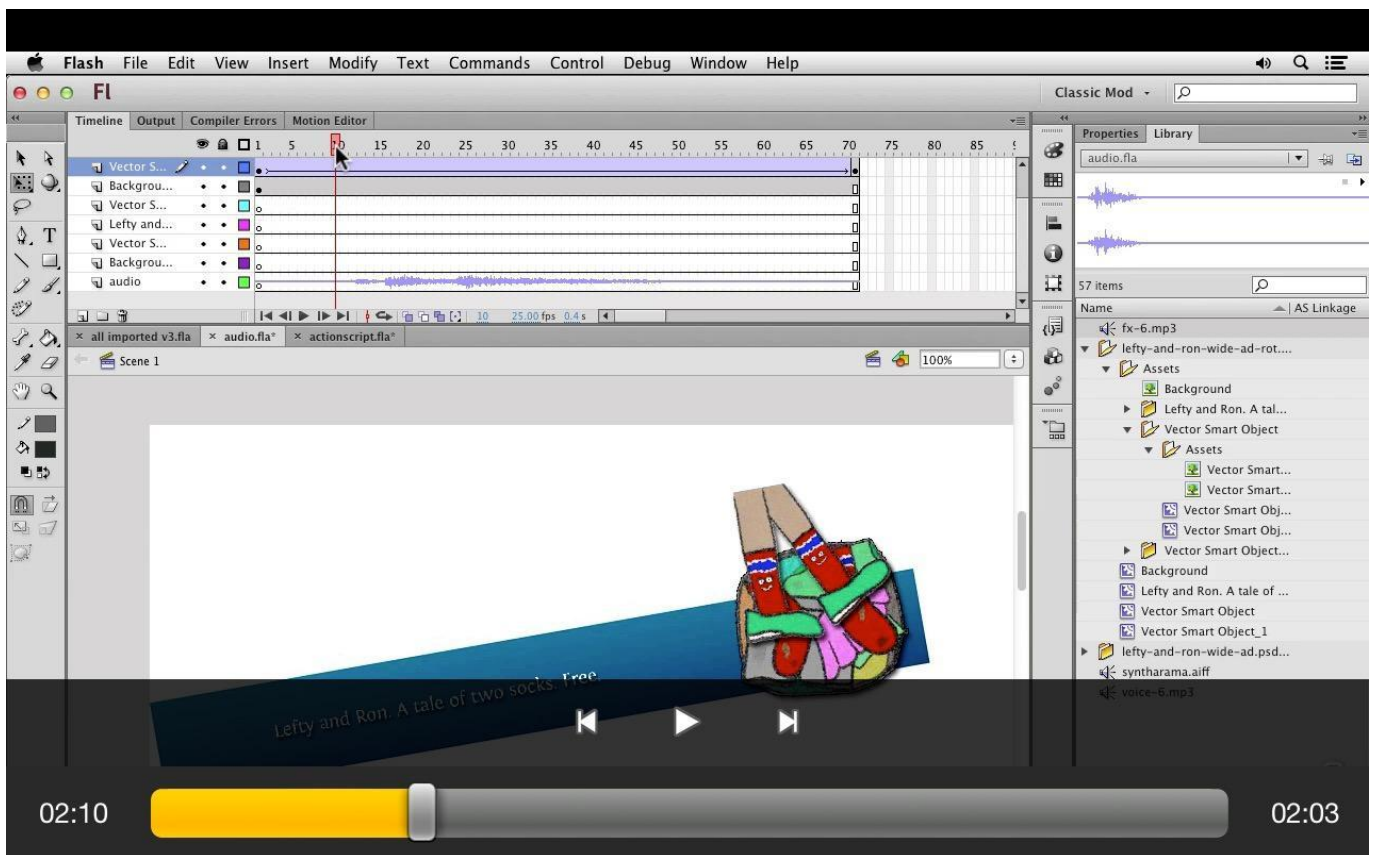 Flash File Edit View Insert Modify Text Commands Control Debug Window Help
Fl
Classic Mod
Timeline Output Compiler Errors Motion Editor
Properties Library
1 5 10 15 20 25 30 35 40 45 50 55 60 65 70 75 80 85 9
Vector S...
Backgrou...
Vector S...
Lefty and...
Vector S...
Backgrou...
audio
10 25.00 fps 0.4 s
audio.fla
57 items
Name AS Linkage
all imported v3.fla audio.fla* actionscript.fla*
Scene 1
100%
T
fx-6.mp3
lefty-and-ron-wide-ad-rot....
Assets
Background
Lefty and Ron. A tal...
Vector Smart Object
Assets
Vector Smart...
Vector Smart...
Vector Smart Obj...
Vector Smart Obj...
Vector Smart Object...
Background
Lefty and Ron. A tale of ...
Vector Smart Object
Vector Smart Object_1
lefty-and-ron-wide-ad.psd...
syntharama.aiff
voice-6.mp3
Lefty and Ron. A tale of two socks. Free
02:10
02:03